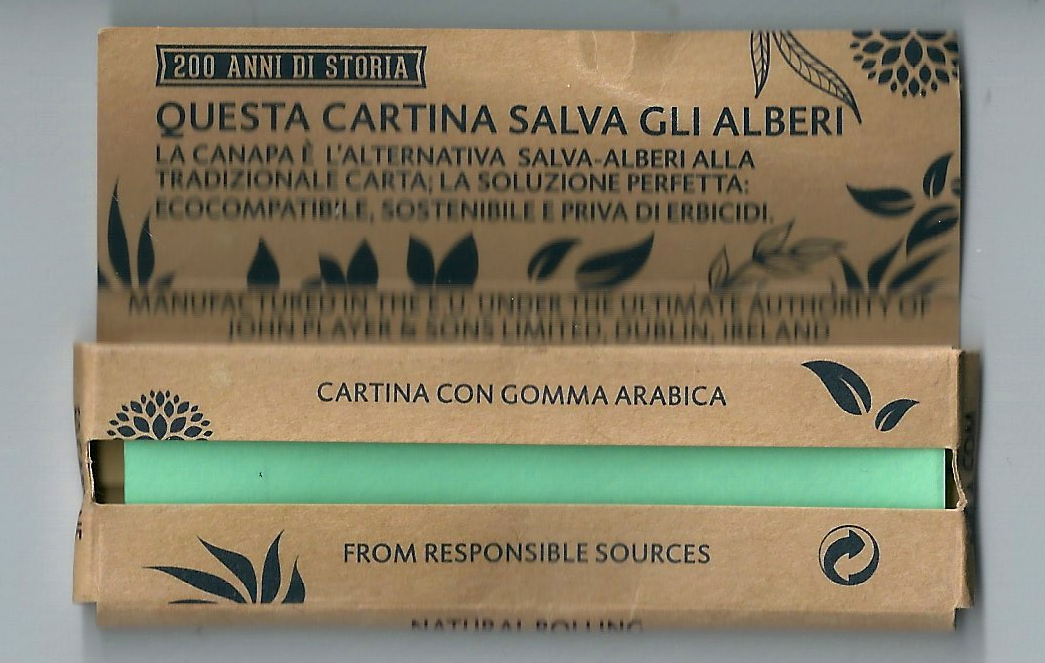 200 ANNI DI STORIA
QUESTA CARTINA SALVA GLI ALBERI
LA CANAPA È L'ALTERNATIVA SALVA-ALBERI ALLA
TRADIZIONALE CARTA; LA SOLUZIONE PERFETTA:
ECOCOMPATIBILE, SOSTENIBILE E PRIVA DI ERBICIDI.
MANUFACTURED IN THE E.U. UNDER THE ULTIMATE AUTHORITY OF
JOHN PLAYER & SONS LIMITED, DUBLIN, IRELAND
CARTINA CON GOMMA ARABICA
FROM RESPONSIBLE SOURCES
NATURAL ROLLING